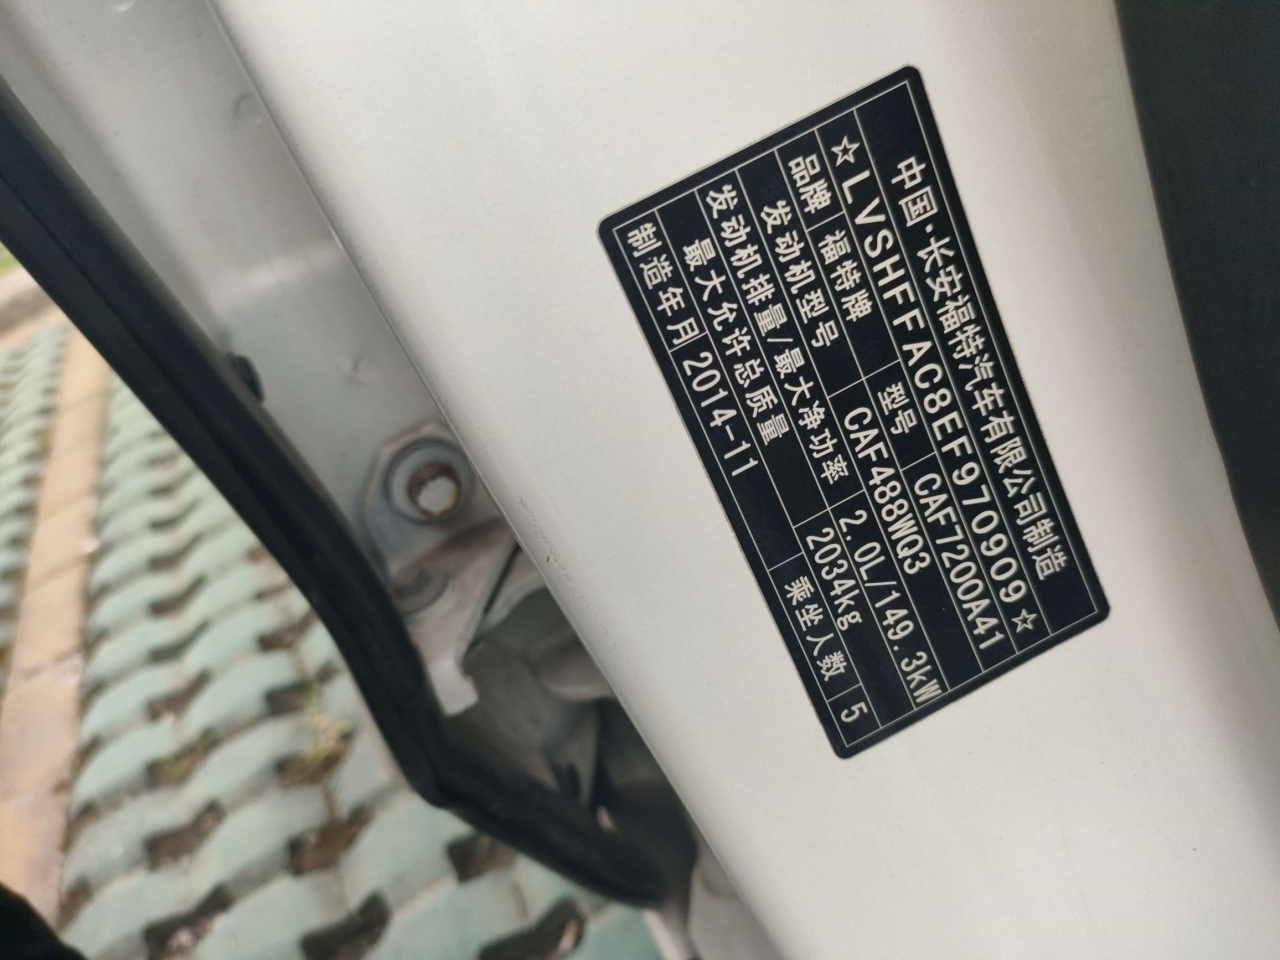 中国·长安福特汽车有限公司制造
☆LVSHFFAC8EF970909☆
品牌 福特牌 型号 CAF7200A41
发动机型号 CAF488WQ3
发动机排量/最大净功率 2.0L/149.3kW
最大允许总质量 2034kg
制造年月 2014-11 乘坐人数 5